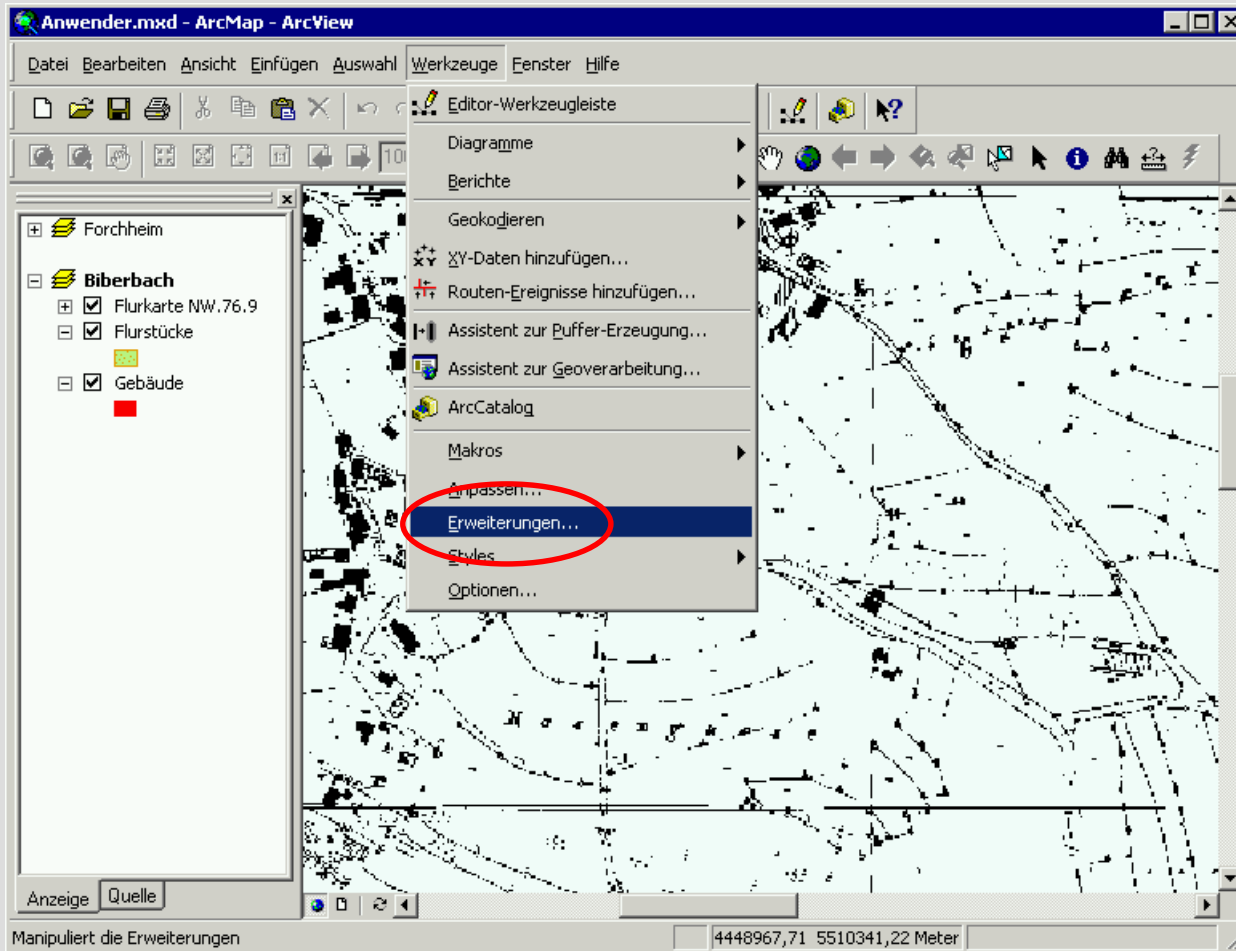 Anwender.mxd - ArcMap - ArcView
Datei Bearbeiten Ansicht Einfügen Auswahl Werkzeuge Fenster Hilfe
Editor-Werkzeugleiste
Diagramme
Berichte
Geokodieren
XY-Daten hinzufügen...
Routen-Ereignisse hinzufügen...
Assistent zur Puffer-Erzeugung...
Assistent zur Geoverarbeitung...
ArcCatalog
Makros
Anpassen...
Erweiterungen...
Styles
Optionen...
Forchheim
Biberbach
Flurkarte NW.76.9
Flurstücke
Gebäude
Anzeige Quelle
Manipuliert die Erweiterungen
4448967,71 5510341,22 Meter